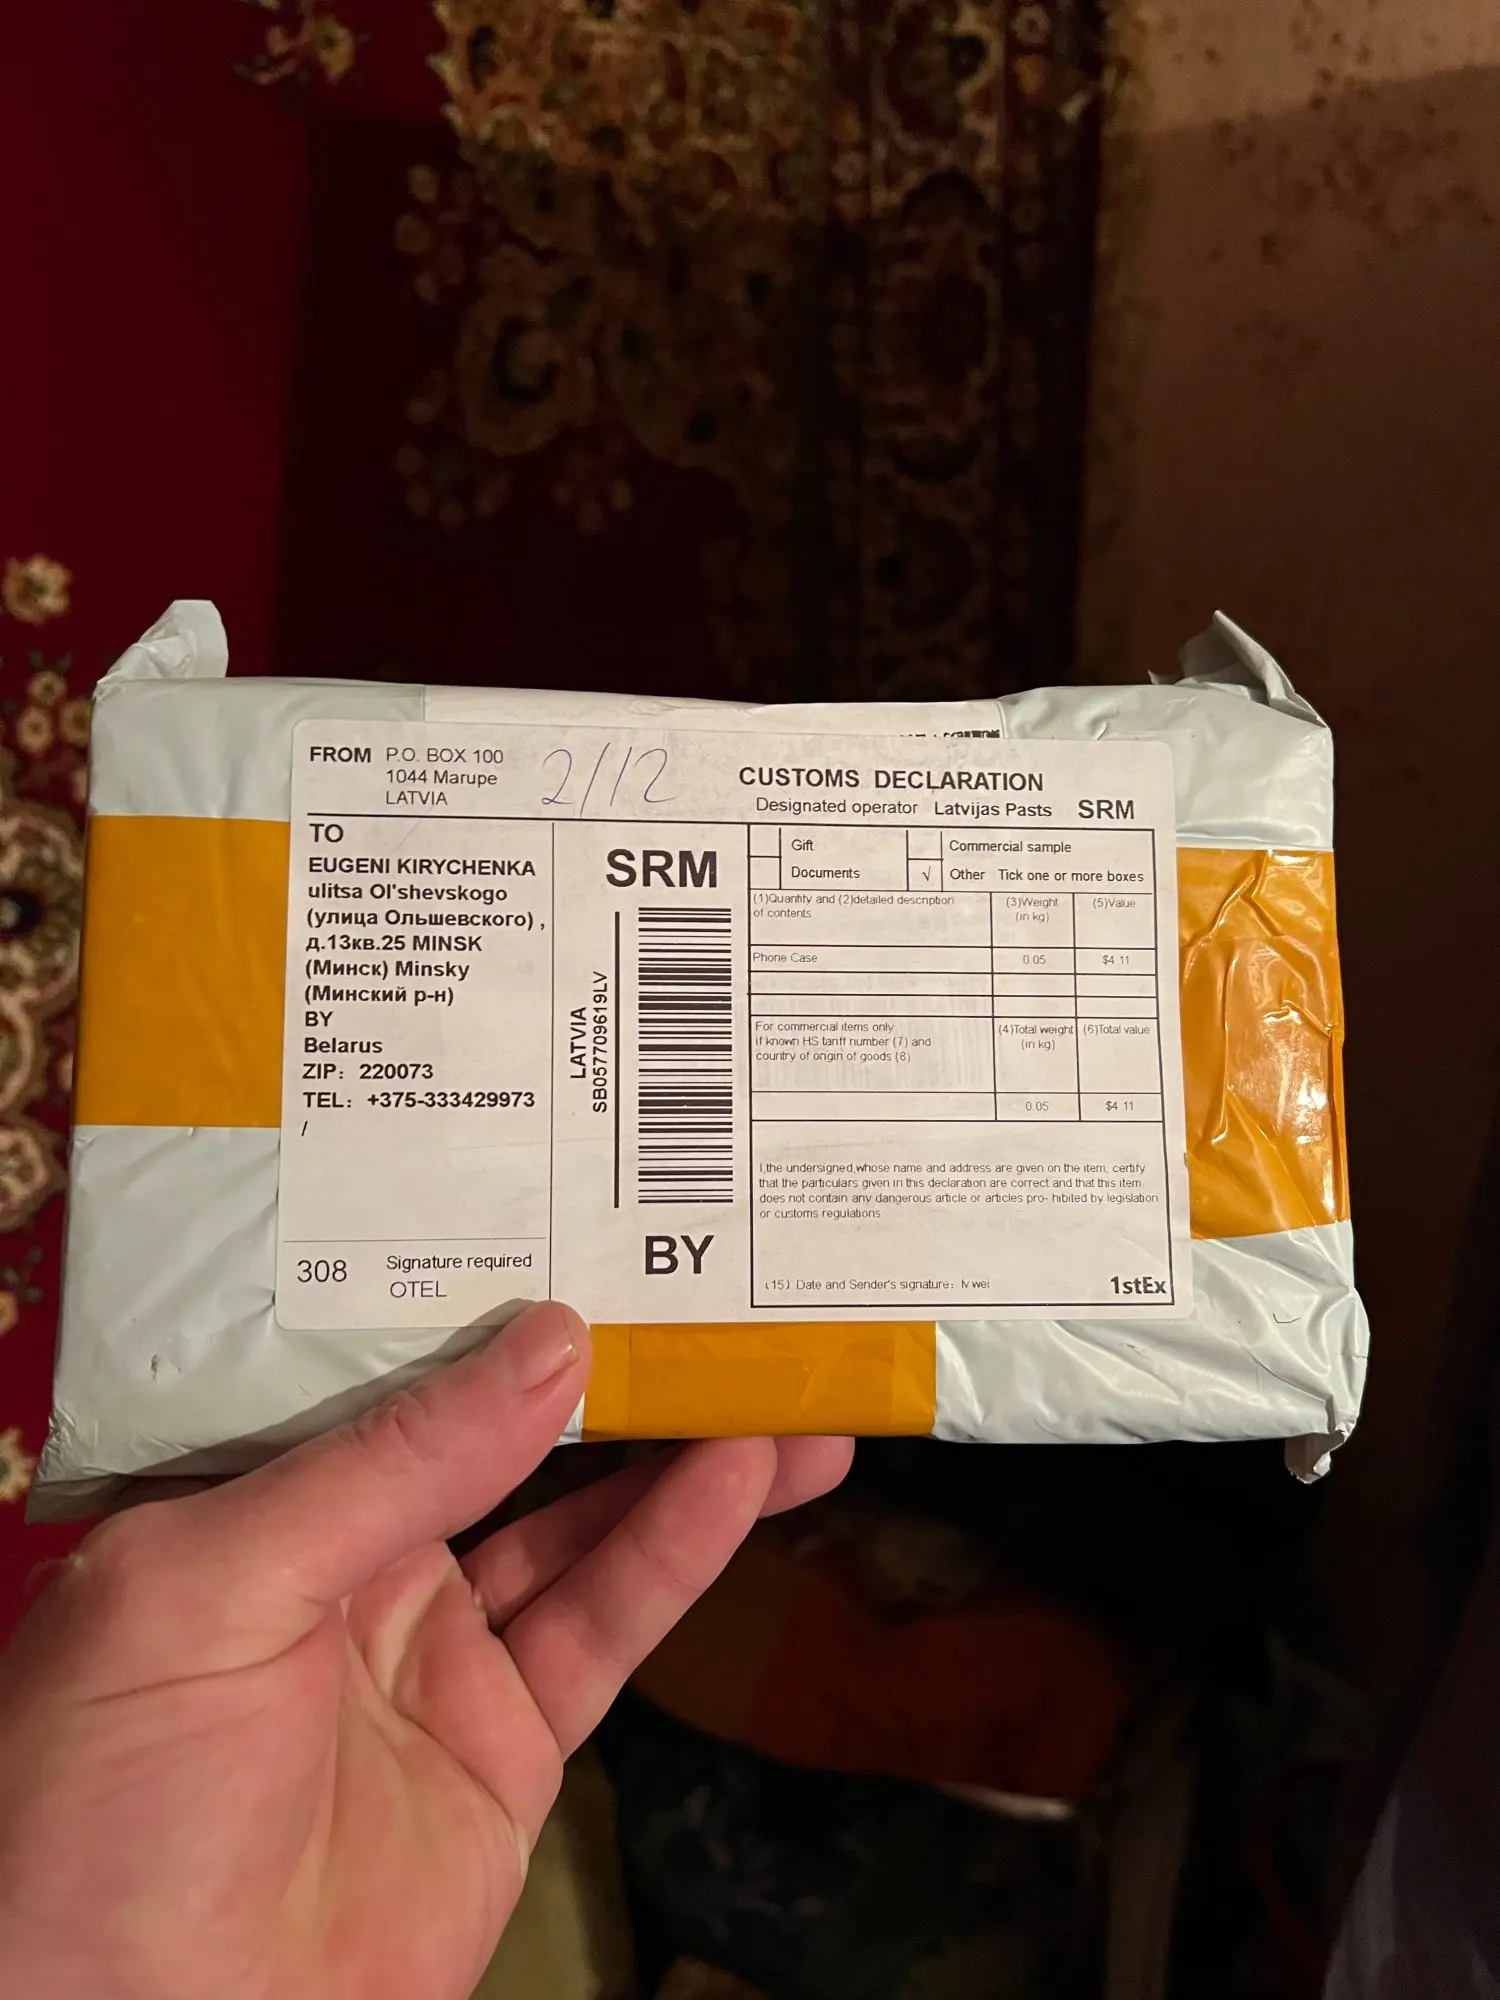 FROM P.O. BOX 100
1044 Marupe
LATVIA
2/12
TO
EUGENI KIRYCHENKA
ulitsa Ol'shevskogo
(улица Ольшевского) ,
д.13кв.25 MINSK
(Минск) Minsky
(Минский р-н)
BY
Belarus
ZIP: 220073
TEL: +375-333429973
/
308
Signature required
OTEL
SRM
LATVIA
SB057709619LV
BY
CUSTOMS DECLARATION
Designated operator Latvijas Pasts SRM
Gift Commercial sample
Documents √ Other Tick one or more boxes
(1)Quantity and (2)detailed description
of contents
(3)Weight
(in kg)
(5)Value
Phone Case 0.05 $4 11
For commercial items only
if known HS tariff number (7) and
country of origin of goods (8)
(4)Total weight
(in kg)
(6)Total value
0.05 $4 11
I,the undersigned,whose name and address are given on the item, certify
that the particulars given in this declaration are correct and that this item
does not contain any dangerous article or articles pro- hibited by legislation
or customs regulations
(15) Date and Sender's signature: lv wei
1stEx